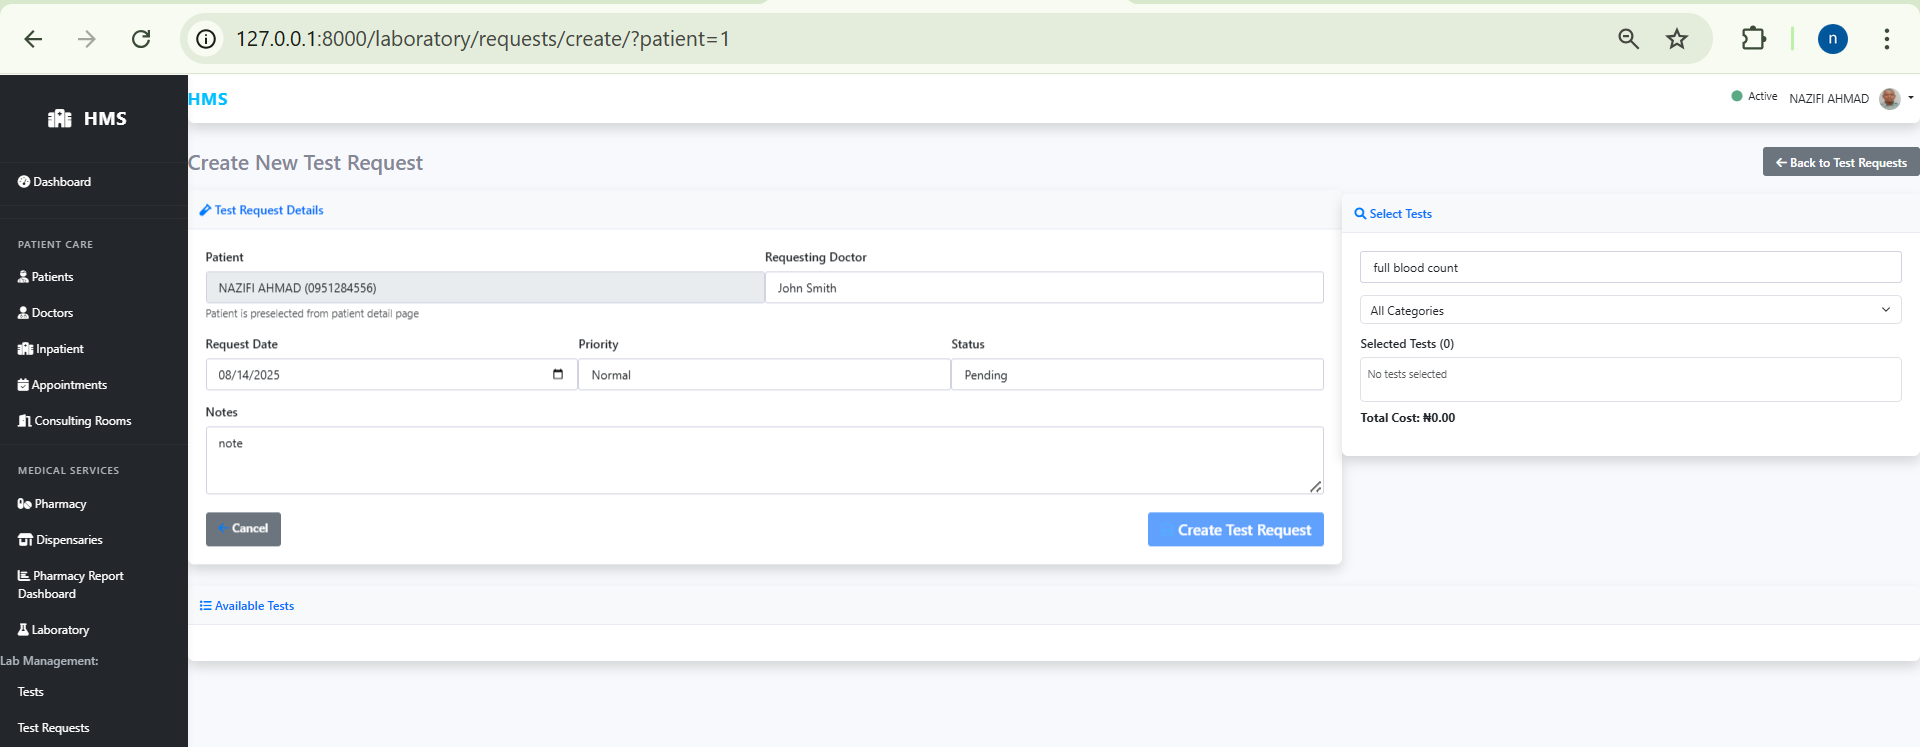 127.0.0.1:8000/laboratory/requests/create/?patient=1
n
HMS
HMS
Active
NAZIFI AHMAD
Dashboard
PATIENT CARE
Patients
Doctors
Inpatient
Appointments
Consulting Rooms
MEDICAL SERVICES
Pharmacy
Dispensaries
Pharmacy Report
Dashboard
Laboratory
Lab Management:
Tests
Test Requests
Create New Test Request
Back to Test Requests
Test Request Details
Patient
Requesting Doctor
NAZIFI AHMAD (0951284556)
John Smith
Patient is preselected from patient detail page
Request Date
Priority
Status
08/14/2025
Normal
Pending
Notes
note
Cancel
Create Test Request
Select Tests
full blood count
All Categories
Selected Tests (0)
No tests selected
Total Cost: ₦0.00
Available Tests